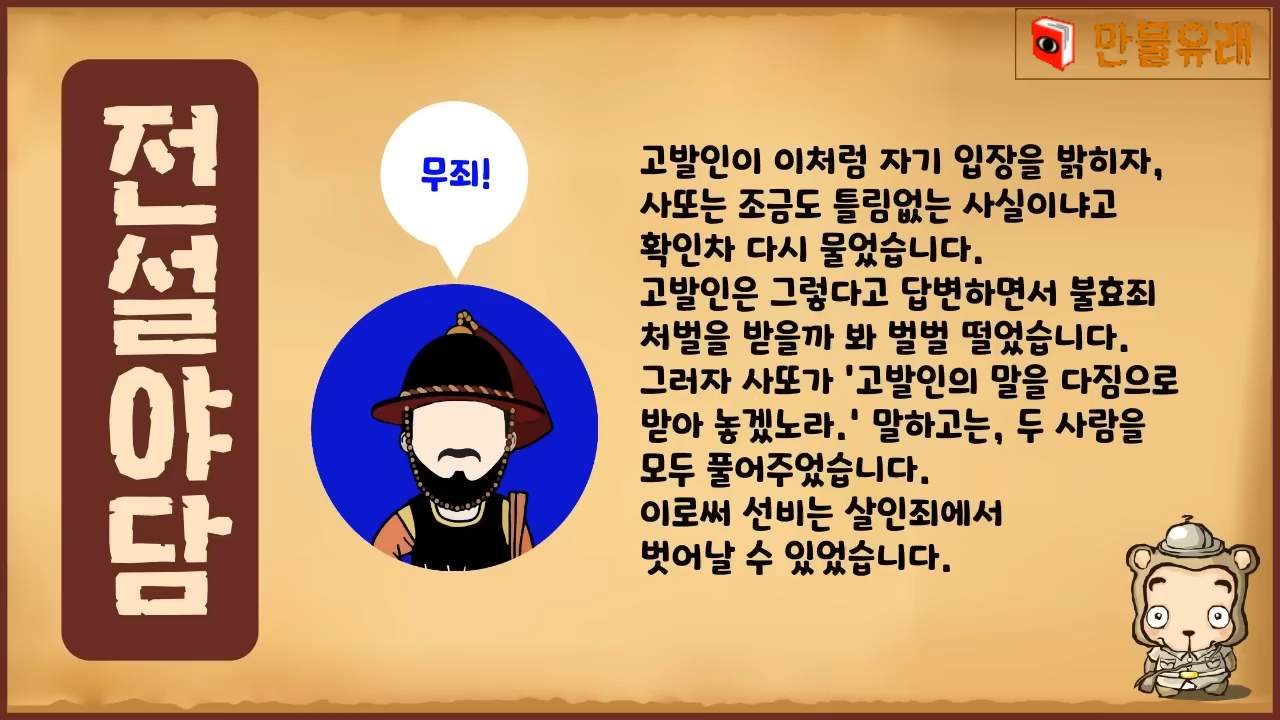 만물유래
전설야담
무죄!
고발인이 이처럼 자기 입장을 밝히자,
사또는 조금도 틀림없는 사실이냐고
확인차 다시 물었습니다.
고발인은 그렇다고 답변하면서 불효죄
처벌을 받을까 봐 벌벌 떨었습니다.
그러자 사또가 '고발인의 말을 다짐으로
받아 놓겠노라.' 말하고는, 두 사람을
모두 풀어주었습니다.
이로써 선비는 살인죄에서
벗어날 수 있었습니다.